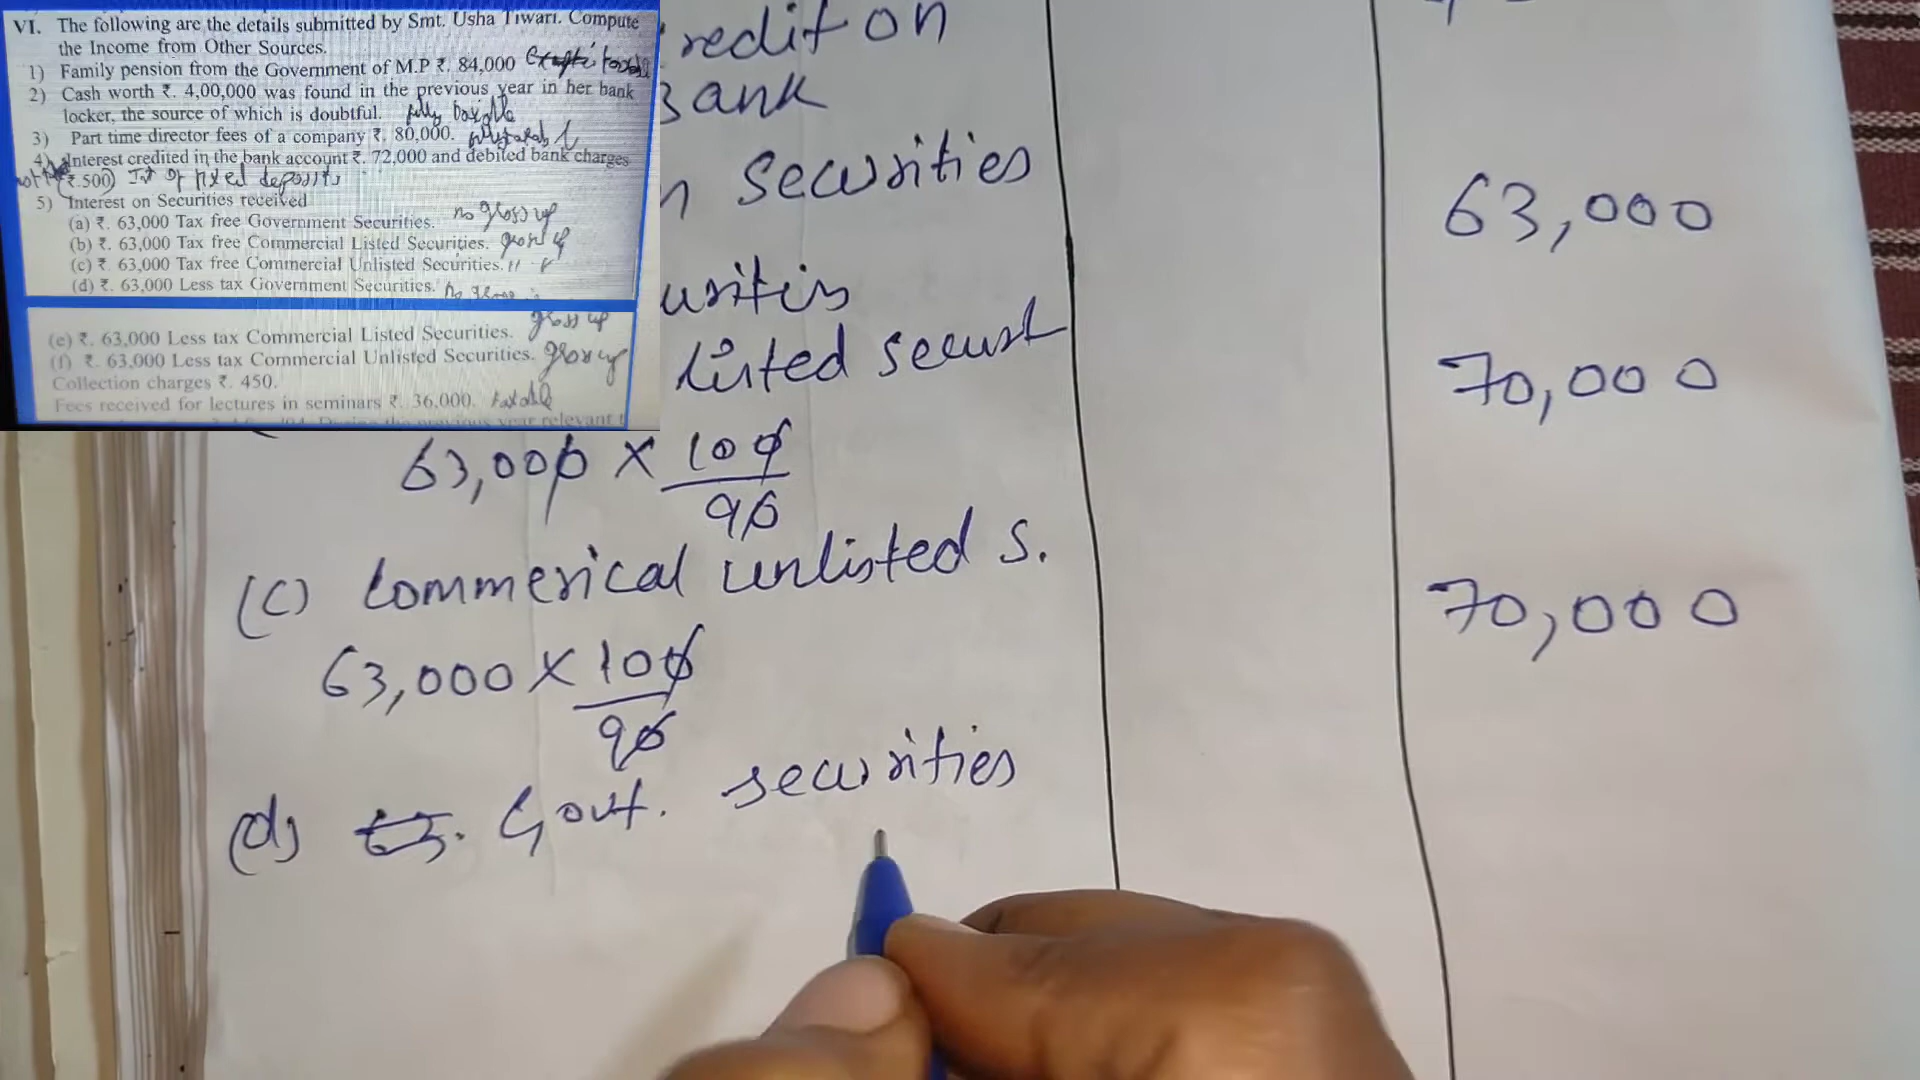 VI. The following are the details submitted by Smt. Usha Tiwari. Compute
the Income from Other Sources.
1) Family pension from the Government of M.P ₹. 84,000
2) Cash worth ₹. 4,00,000 was found in the previous year in her bank
locker, the source of which is doubtful. fully taxable
3) Part time director fees of a company ₹. 80,000.
4) Interest credited in the bank account ₹. 72,000 and debited bank charges
₹.500) Int of fixed deposits
5) Interest on Securities received
(a) ₹. 63,000 Tax free Government Securities. no gross up
(b) ₹. 63,000 Tax free Commercial Listed Securities. gross up
(c) ₹. 63,000 Tax free Commercial Unlisted Securities.
(d) ₹. 63,000 Less tax Government Securities. no
(e) ₹. 63,000 Less tax Commercial Listed Securities. gross up
(f) ₹. 63,000 Less tax Commercial Unlisted Securities. gross up
Collection charges ₹. 450.
Fees received for lectures in seminars ₹. 36,000. taxable
redit on
Bank
securities 63,000
urities
listed 70,000
63,000 × 100
90
(C) Commerical unlisted S. 70,000
63,000 × 100
90
(d) Govt. securities